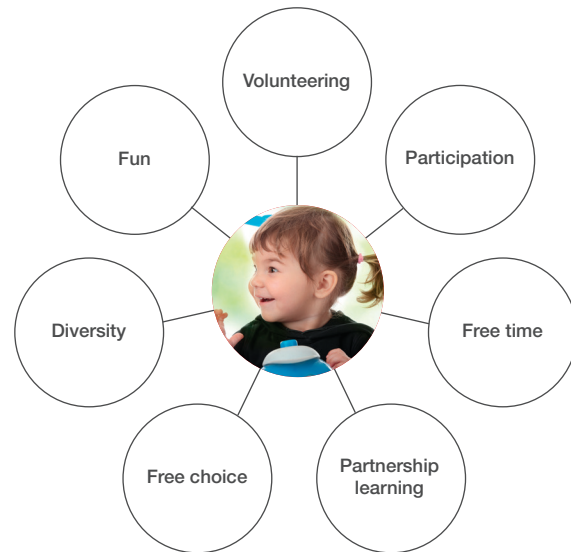 Volunteering
Participation
Free time
Partnership
learning
Free choice
Diversity
Fun